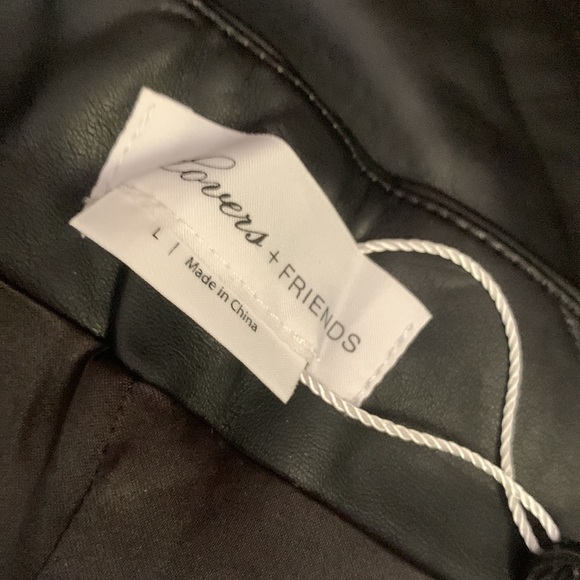 Lovers + FRIENDS
L | Made in China